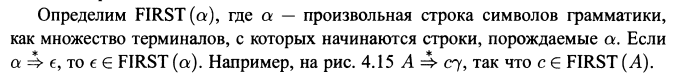 Определим FIRST (α), где α — произвольная строка символов грамматики,
как множество терминалов, с которых начинаются строки, порождаемые α. Если
α ⇒* ϵ, то ϵ ∈ FIRST (α). Например, на рис. 4.15 A ⇒* cγ, так что c ∈ FIRST (A).